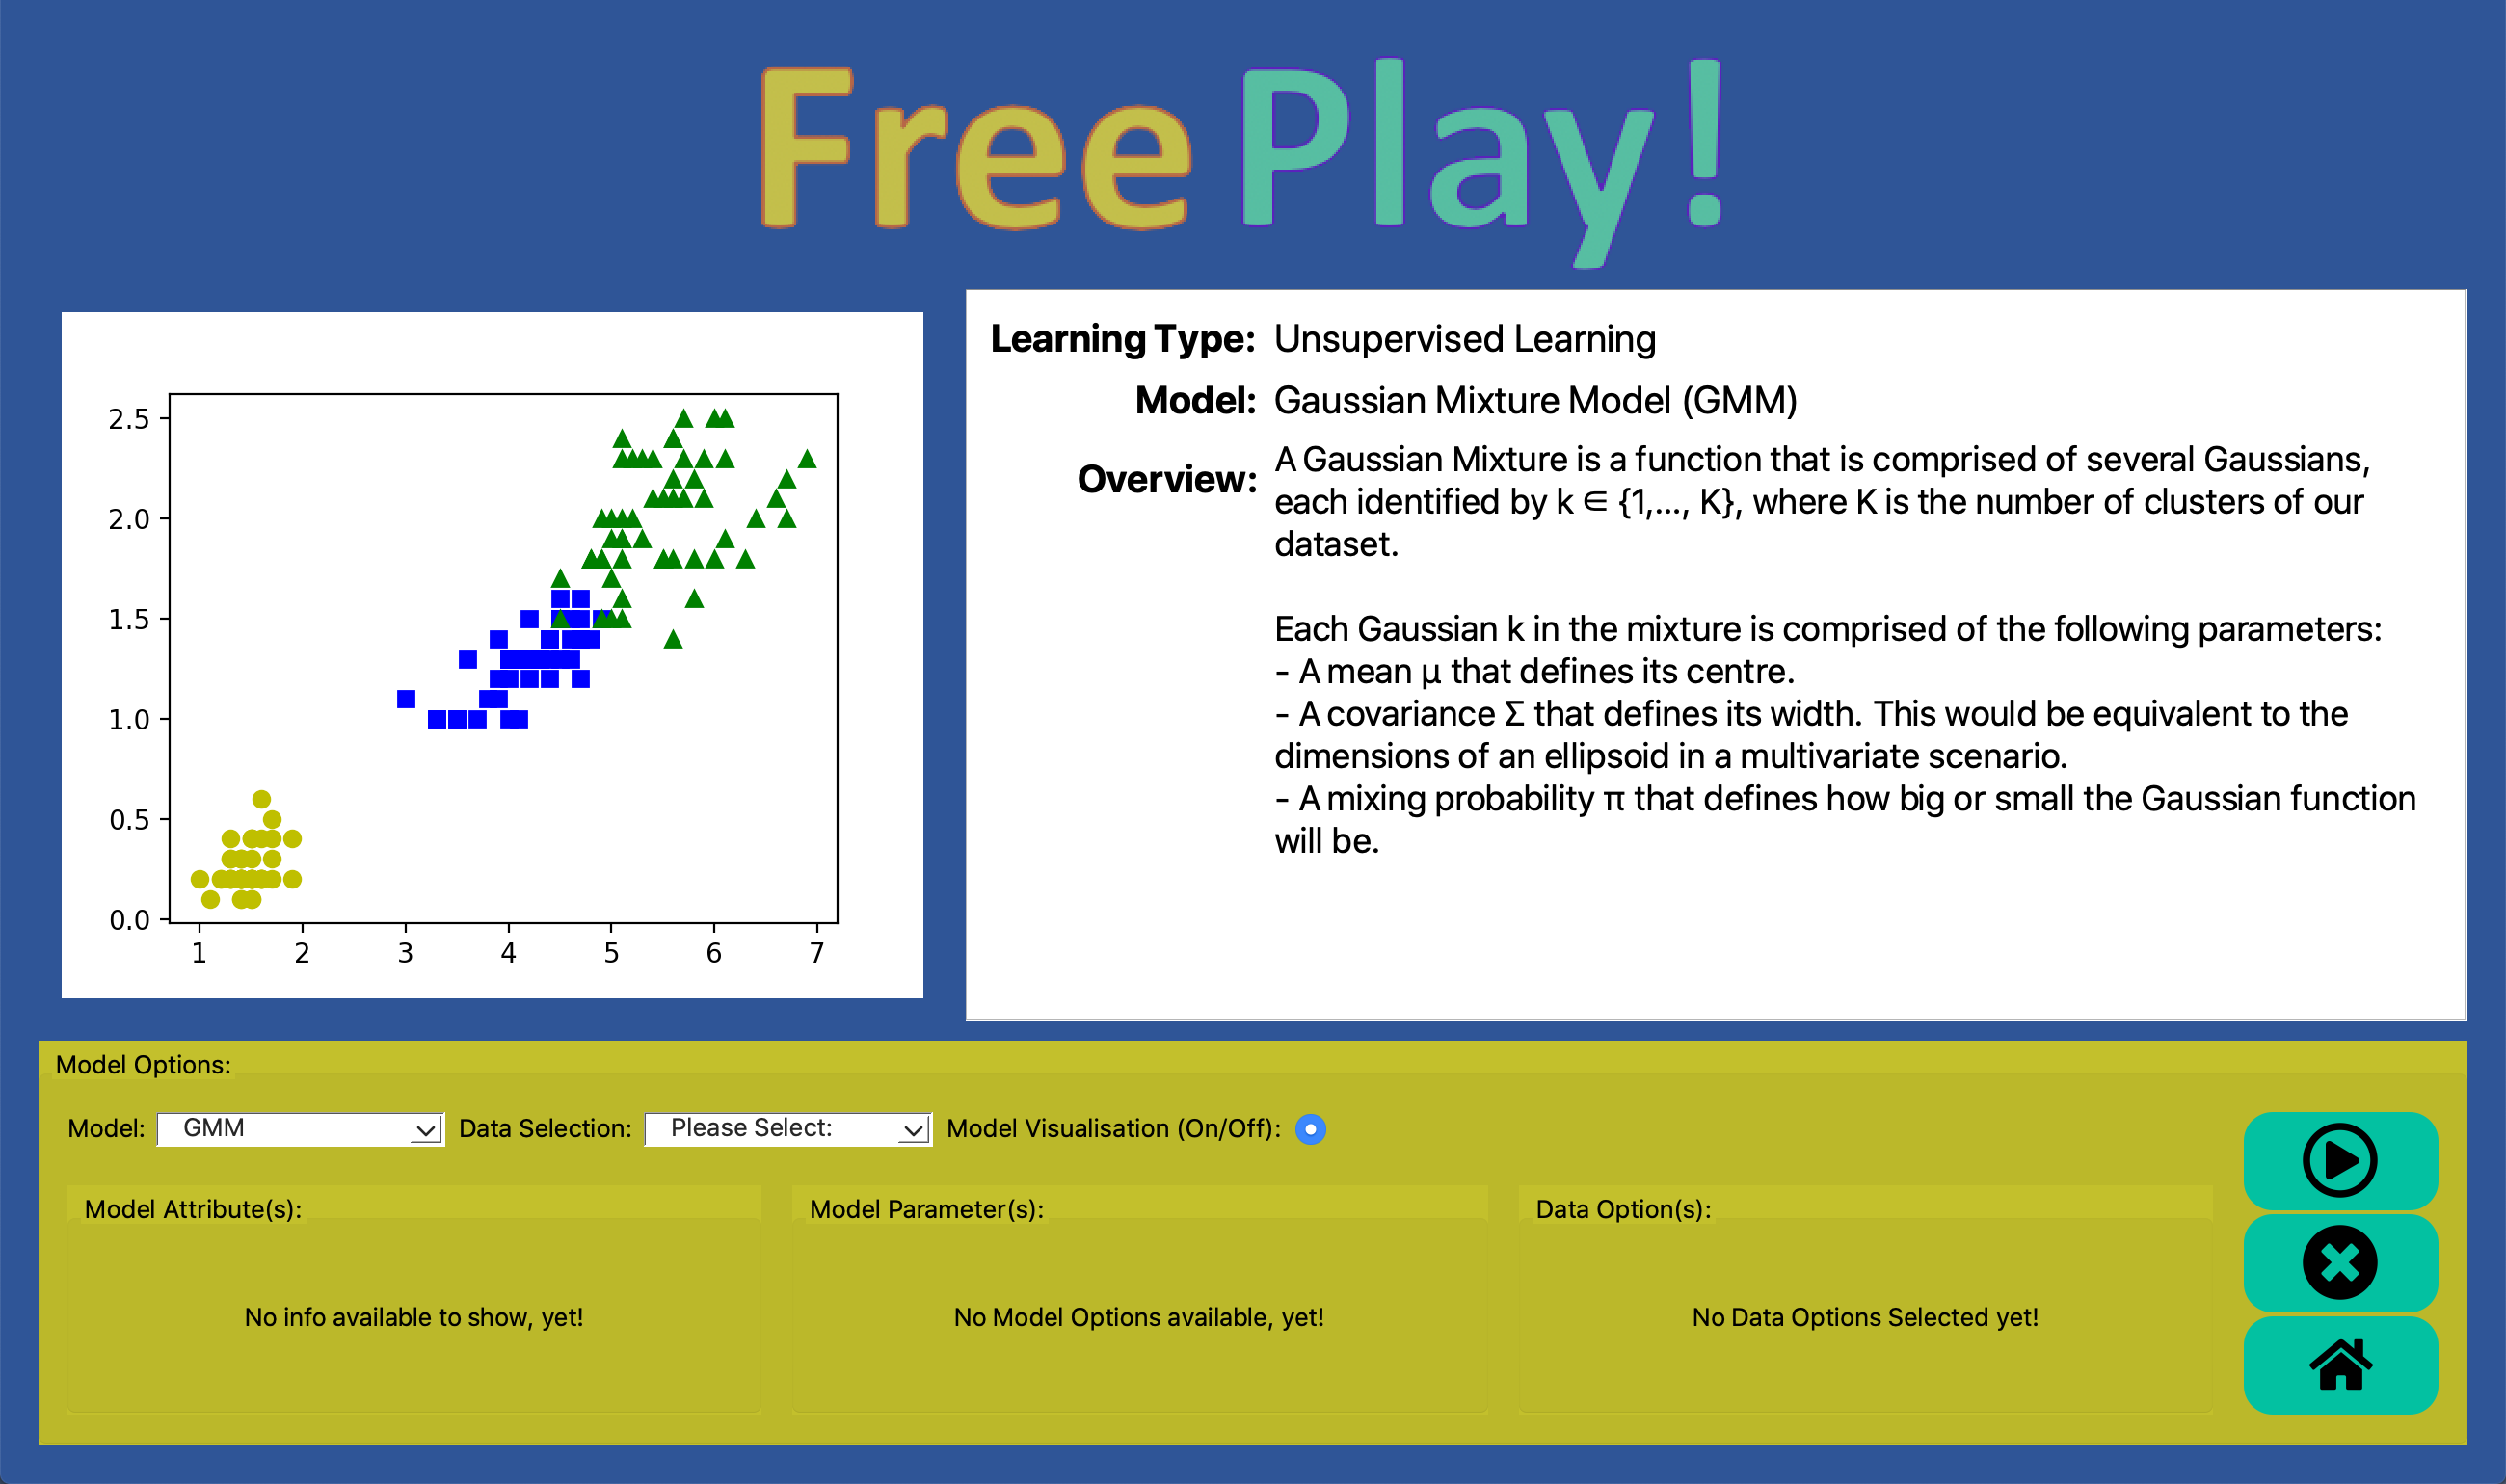 Free Play!
2.5
2.0
1.5
1.0
0.5
0.0
1 2 3 4 5 6 7
Learning Type: Unsupervised Learning
Model: Gaussian Mixture Model (GMM)
Overview: A Gaussian Mixture is a function that is comprised of several Gaussians,
each identified by k ∈ {1,..., K}, where K is the number of clusters of our
dataset.
Each Gaussian k in the mixture is comprised of the following parameters:
- A mean μ that defines its centre.
- A covariance Σ that defines its width. This would be equivalent to the
dimensions of an ellipsoid in a multivariate scenario.
- A mixing probability π that defines how big or small the Gaussian function
will be.
Model Options:
Model: GMM Data Selection: Please Select: Model Visualisation (On/Off):
Model Attribute(s): Model Parameter(s): Data Option(s):
No info available to show, yet! No Model Options available, yet! No Data Options Selected yet!